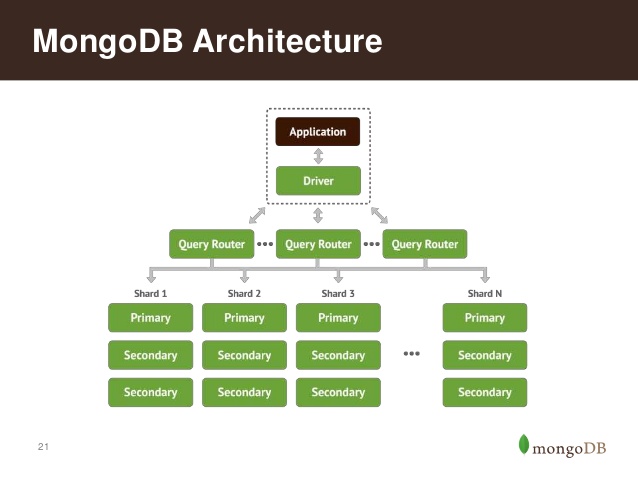 MongoDB Architecture
Application
Driver
Query Router ••• Query Router ••• Query Router
Shard 1 Shard 2 Shard 3 Shard N
Primary Primary Primary Primary
Secondary Secondary Secondary ••• Secondary
Secondary Secondary Secondary Secondary
21
mongoDB